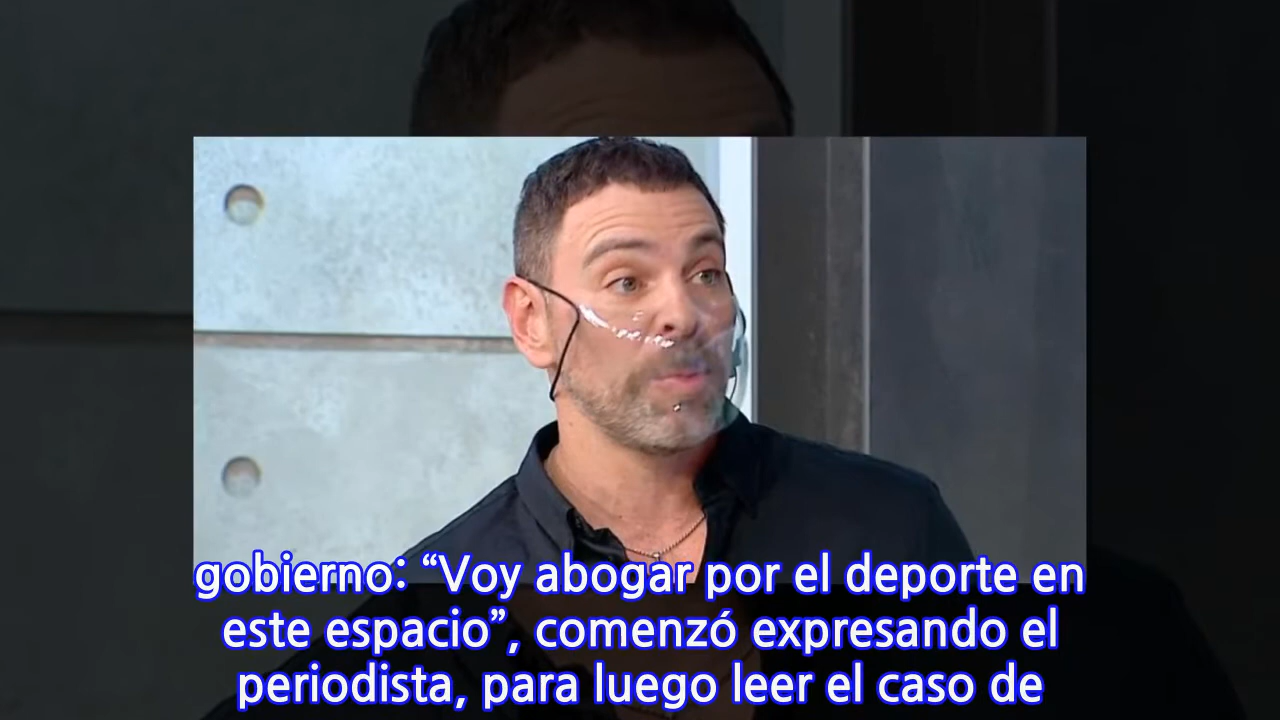 gobierno: “Voy abogar por el deporte en
este espacio”, comenzó expresando el
periodista, para luego leer el caso de